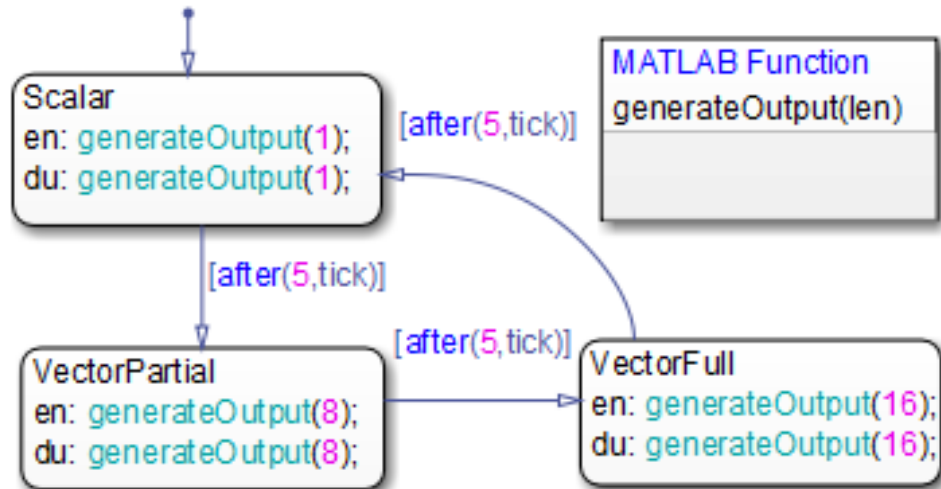 Scalar
en: generateOutput(1);
du: generateOutput(1);
[after(5,tick)]
MATLAB Function
generateOutput(len)
[after(5,tick)]
[after(5,tick)]
VectorPartial
en: generateOutput(8);
du: generateOutput(8);
VectorFull
en: generateOutput(16);
du: generateOutput(16);